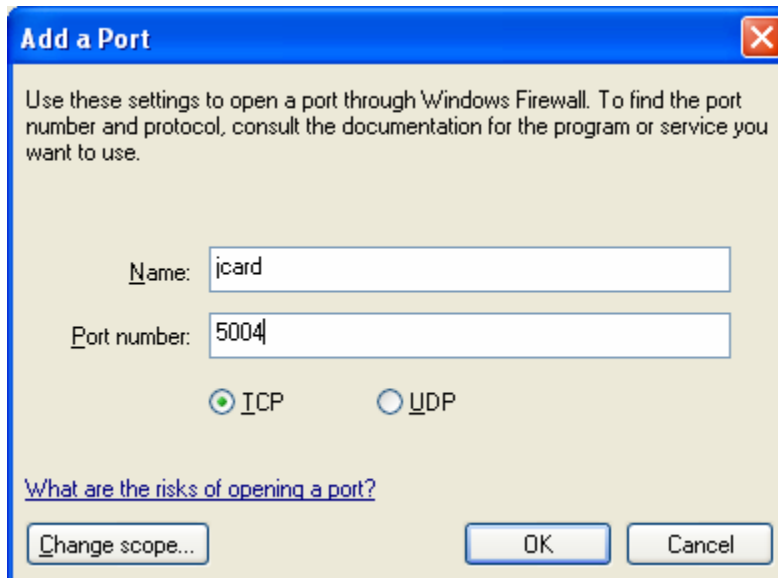 Add a Port
Use these settings to open a port through Windows Firewall. To find the port
number and protocol, consult the documentation for the program or service you
want to use.
Name: jcard
Port number: 5004
TCP UDP
What are the risks of opening a port?
Change scope... OK Cancel